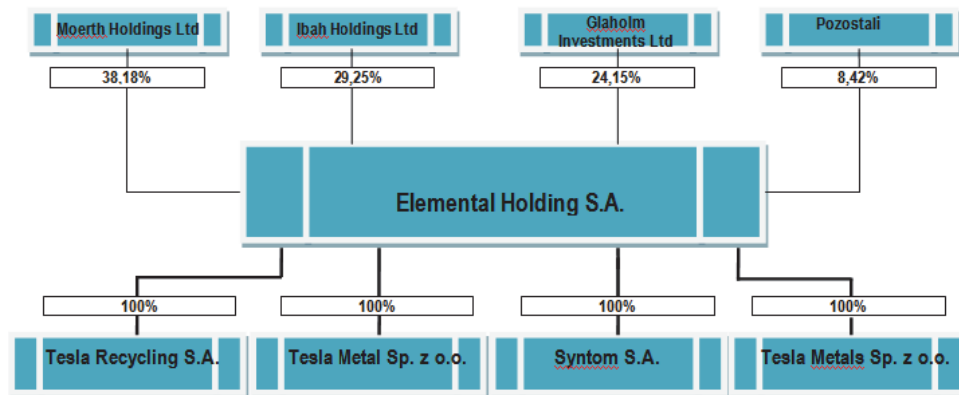 Moerth Holdings Ltd
Ibah Holdings Ltd
Glaholm
Investments Ltd
Pozostali
38,18%
29,25%
24,15%
8,42%
Elemental Holding S.A.
100%
100%
100%
100%
Tesla Recycling S.A.
Tesla Metal Sp. z o.o.
Syntom S.A.
Tesla Metals Sp. z o.o.